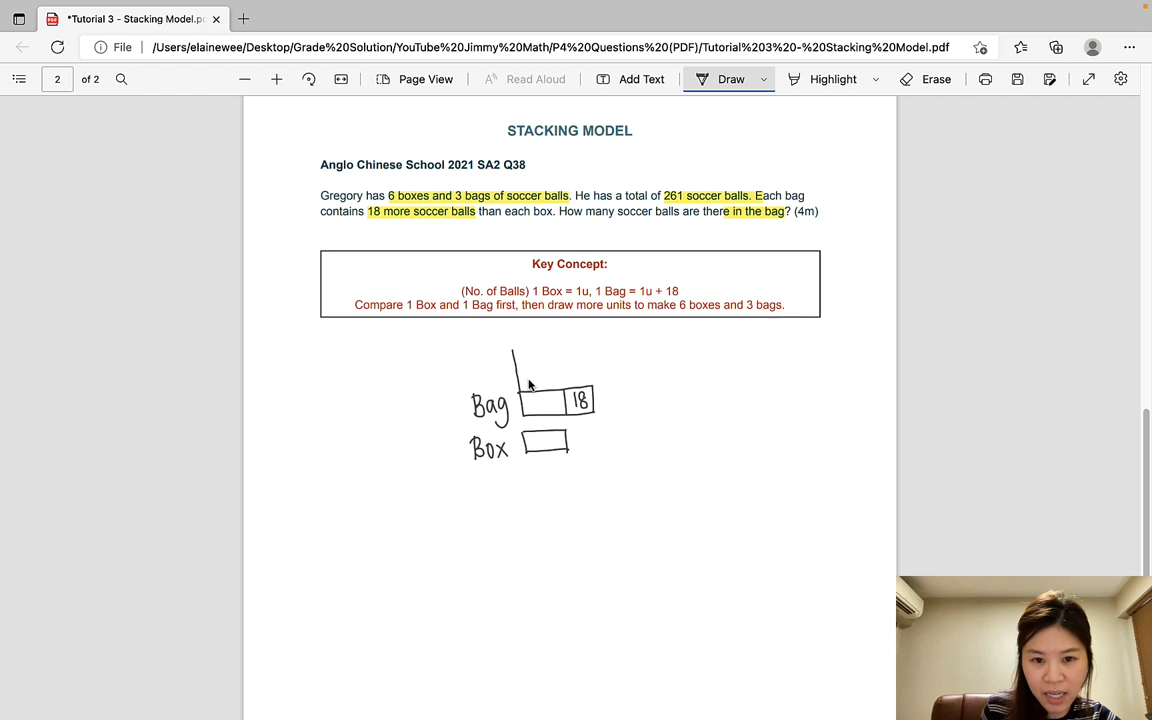 *Tutorial 3 - Stacking Model.pc
File
/Users/elainewee/Desktop/Grade%20Solution/YouTube%20Jimmy%20Math/P4%20Questions%20(PDF)/Tutorial%203%20-%20Stacking%20Model.pdf
2 of 2
Page View
Read Aloud
Add Text
Draw
Highlight
Erase
STACKING MODEL
Anglo Chinese School 2021 SA2 Q38
Gregory has 6 boxes and 3 bags of soccer balls. He has a total of 261 soccer balls. Each bag
contains 18 more soccer balls than each box. How many soccer balls are there in the bag? (4m)
Key Concept:
(No. of Balls) 1 Box = 1u, 1 Bag = 1u + 18
Compare 1 Box and 1 Bag first, then draw more units to make 6 boxes and 3 bags.
Bag 18
Box